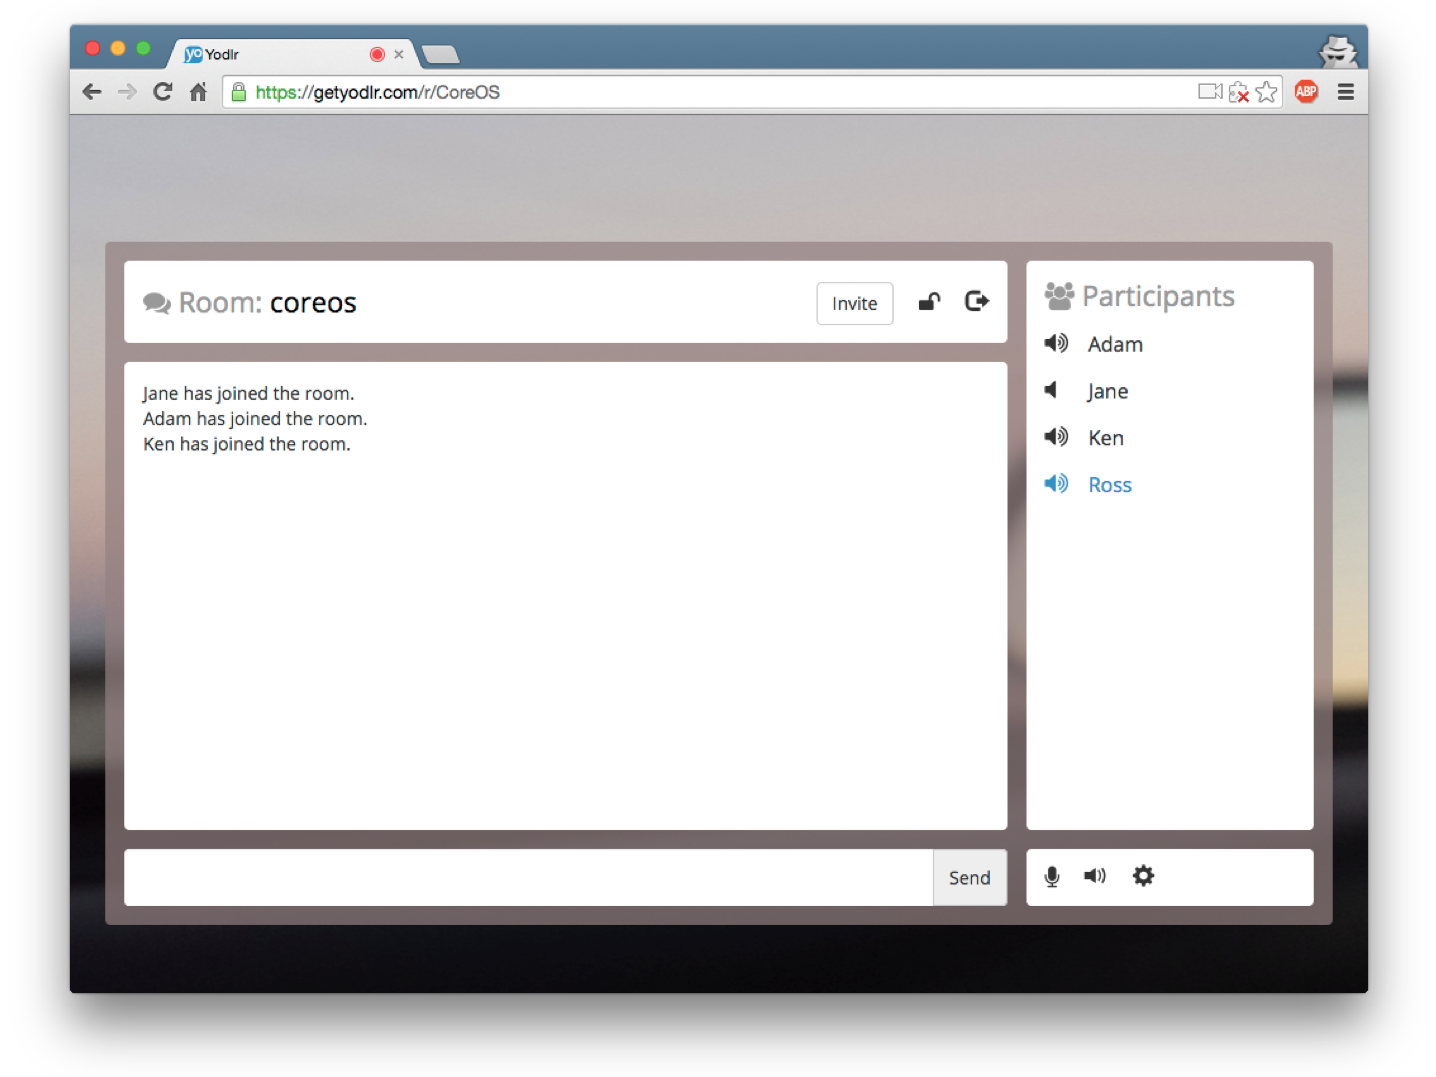 yo Yodlr
https://getyodlr.com/r/CoreOS
ABP
Room: coreos
Invite
Jane has joined the room.
Adam has joined the room.
Ken has joined the room.
Send
Participants
Adam
Jane
Ken
Ross